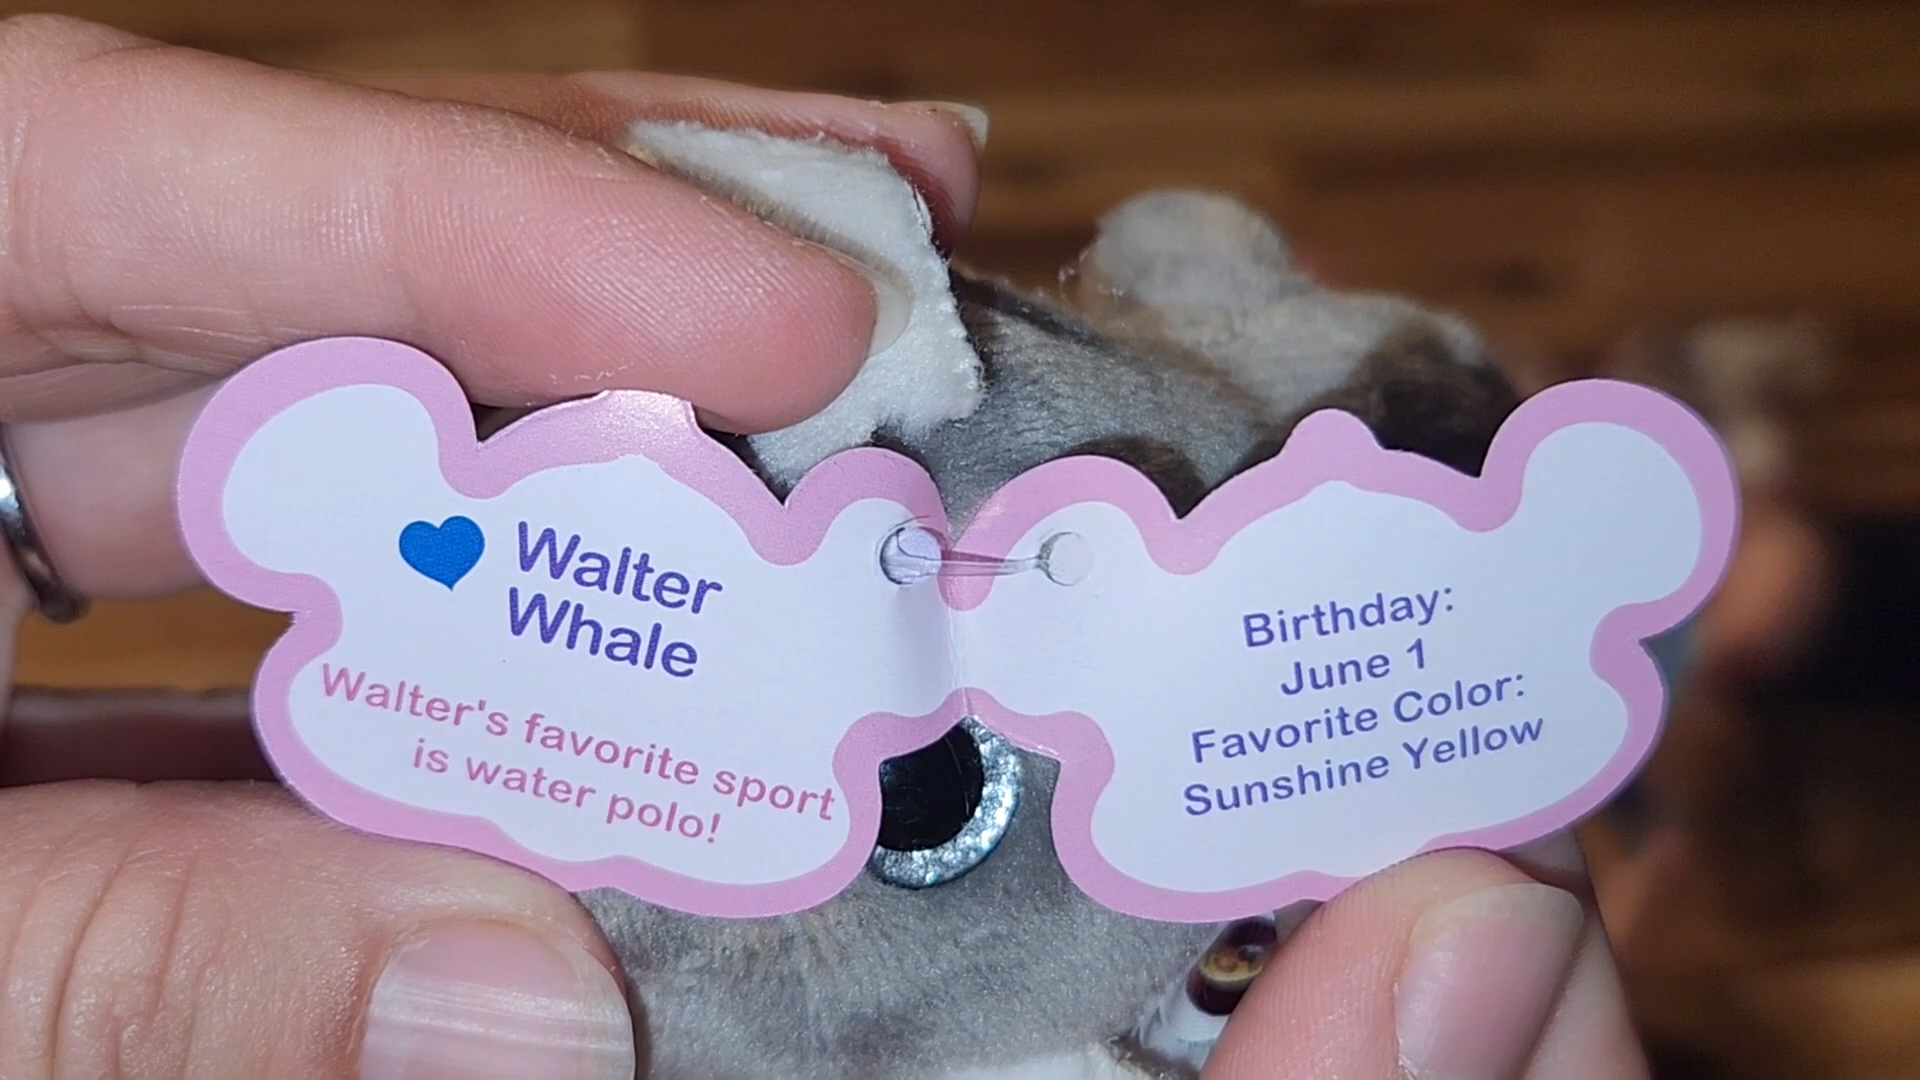 Walter
Whale
Walter's favorite sport
is water polo!
Birthday:
June 1
Favorite Color:
Sunshine Yellow